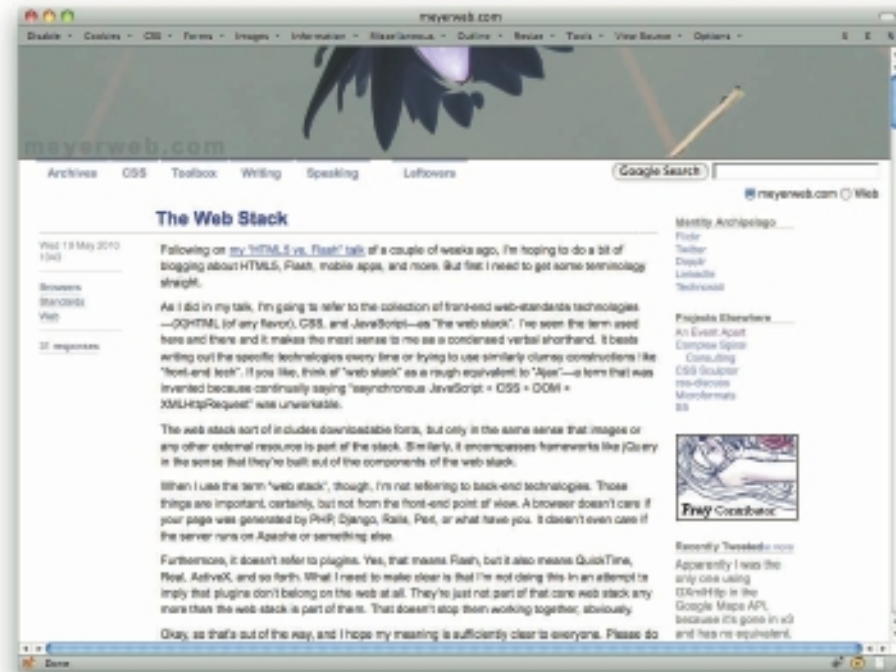 meyerweb.com
Disable Cookies CSS Forms Images Information Miscellaneous Outline Resize Tools View Source Options
meyerweb.com
Archives CSS Toolbox Writing Speaking Leftovers
Google Search
meyerweb.com Web
The Web Stack
Wed 19 May 2010
1043
Browsers
Standards
Web
31 responses
Following on my "HTML5 vs. Flash" talk of a couple of weeks ago, I'm hoping to do a bit of
blogging about HTML5, Flash, mobile apps, and more. But first I need to get some terminology
straight.
As I did in my talk, I'm going to refer to the collection of front-end web-standards technologies
—(X)HTML (of any flavor), CSS, and JavaScript—as "the web stack". I've seen the term used
here and there and it makes the most sense to me as a condensed verbal shorthand. It beats
writing out the specific technologies every time or trying to use similarly clumsy constructions like
"front-end tech". If you like, think of "web stack" as a rough equivalent to "Ajax"—a term that was
invented because continually saying "asynchronous JavaScript + CSS + DOM +
XMLHttpRequest" was unworkable.
The web stack sort of includes downloadable fonts, but only in the same sense that images or
any other external resource is part of the stack. Similarly, it encompasses frameworks like jQuery
in the sense that they're built out of the components of the web stack.
When I use the term "web stack", though, I'm not referring to back-end technologies. Those
things are important, certainly, but not from the front-end point of view. A browser doesn't care if
your page was generated by PHP, Django, Rails, Perl, or what have you. It doesn't even care if
the server runs on Apache or something else.
Furthermore, it doesn't refer to plugins. Yes, that means Flash, but it also means QuickTime,
Real, ActiveX, and so forth. What I need to make clear is that I'm not doing this in an attempt to
imply that plugins don't belong on the web at all. They're just not part of that core web stack any
more than the web stack is part of them. That doesn't stop them working together, obviously.
Okay, so that's out of the way, and I hope my meaning is sufficiently clear to everyone. Please do
Identity Archipelago
Flickr
Twitter
Dopplr
LinkedIn
Technorati
Projects Elsewhere
An Event Apart
Complex Spiral
Consulting
CSS Sculptor
css-discuss
Microformats
S5
Fray Contributor
Recently Tweeted more
Apparently I was the
only one using
GXmlHttp in the
Google Maps API,
because it's gone in v3
and has no equivalent.
Done